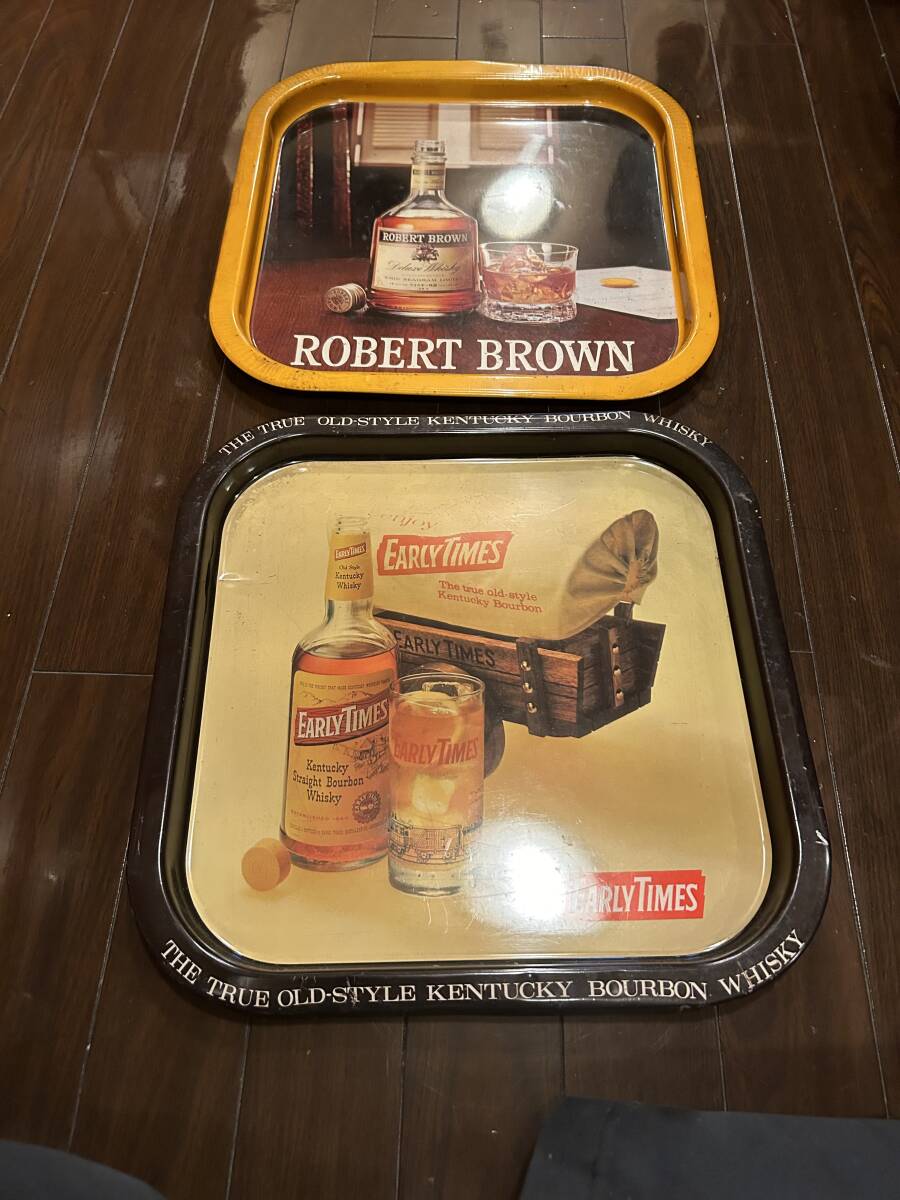 ROBERT BROWN
Deluxe Whisky
ROBERT BROWN
THE TRUE OLD-STYLE KENTUCKY BOURBON WHISKY
enjoy
EARLY TIMES
The true old-style
Kentucky Bourbon
EARLY TIMES
Old Style
Kentucky
Whisky
EARLY TIMES
EARLY TIMES
Kentucky
Straight Bourbon
Whisky
EARLY TIMES
EARLY TIMES
THE TRUE OLD-STYLE KENTUCKY BOURBON WHISKY